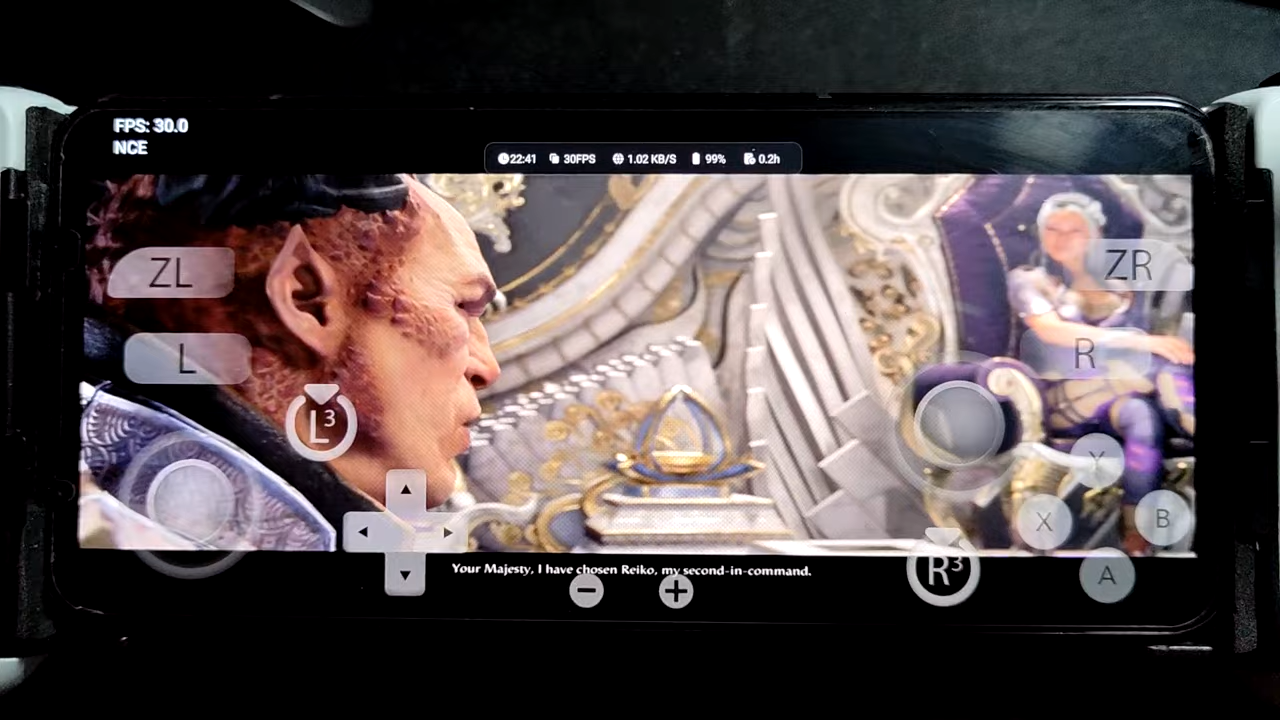 FPS: 30.0
NCE
22:41 30FPS 1.02 KB/S 99% 0.2h
ZL
ZR
L
R
L3
Y
X
B
R3
A
Your Majesty, I have chosen Reiko, my second-in-command.